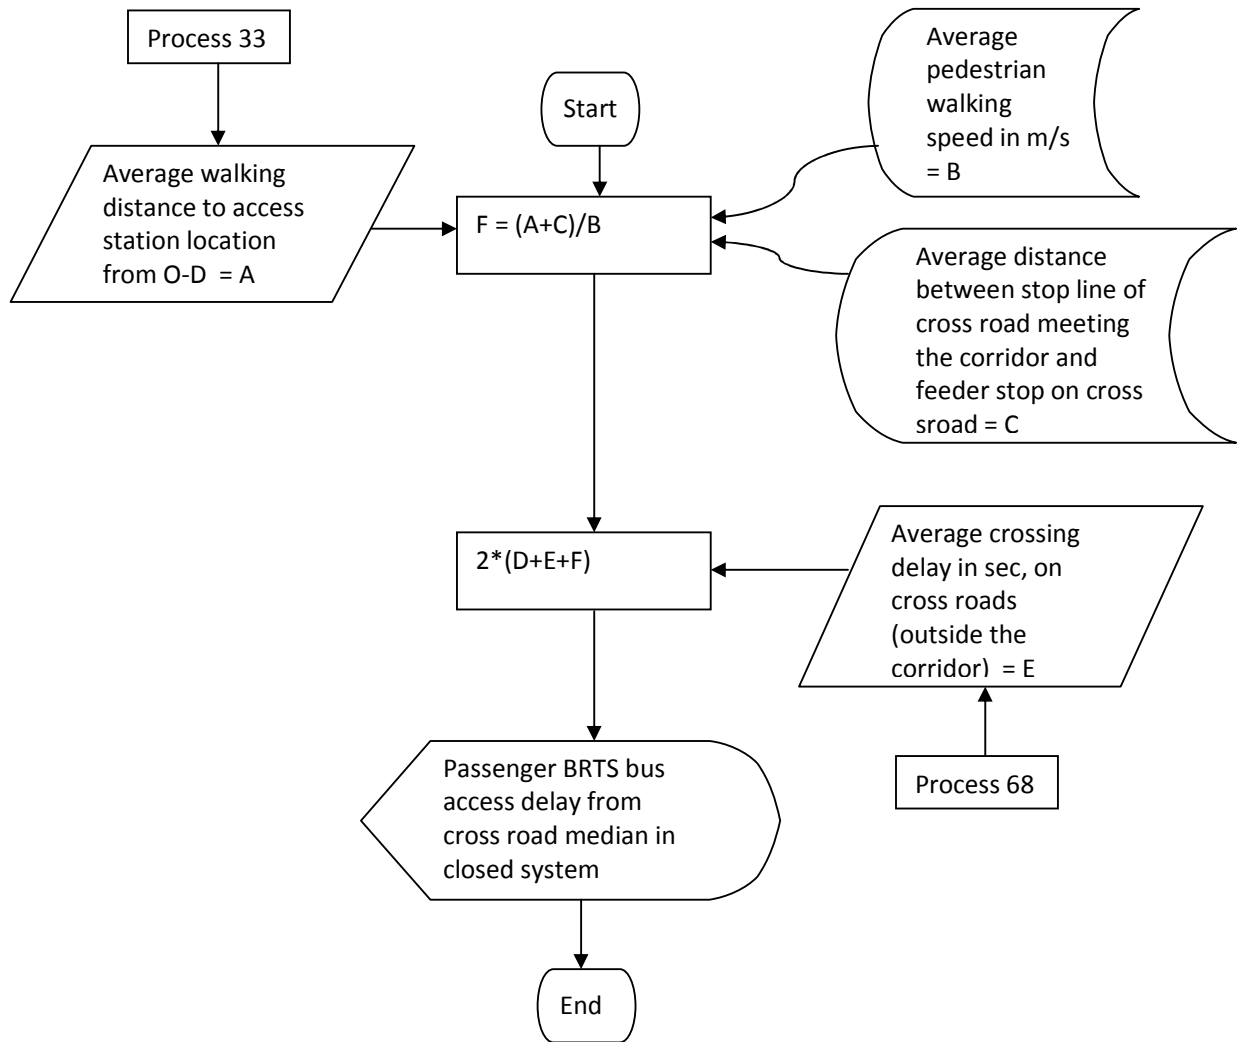 Process 33
Start
Average
pedestrian
walking
speed in m/s
= B
Average walking
distance to access
station location
from O-D  = A
F = (A+C)/B
Average distance
between stop line of
cross road meeting
the corridor and
feeder stop on cross
sroad = C
2*(D+E+F)
Average crossing
delay in sec, on
cross roads
(outside the
corridor)  = E
Process 68
Passenger BRTS bus
access delay from
cross road median in
closed system
End